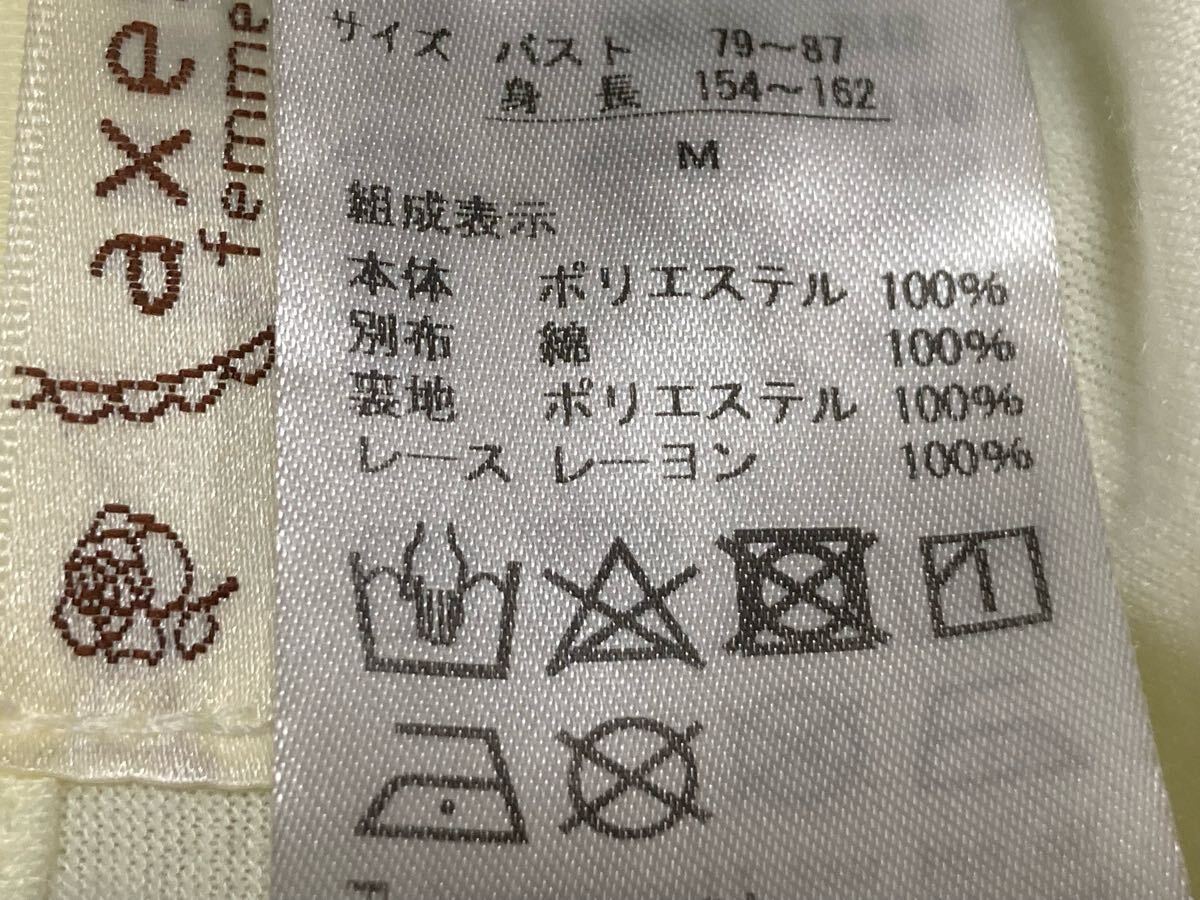 axes
femme
サイズ バスト 79〜87
身長 154〜162
M
組成表示
本体 ポリエステル 100%
別布 綿 100%
裏地 ポリエステル 100%
レース レーヨン 100%